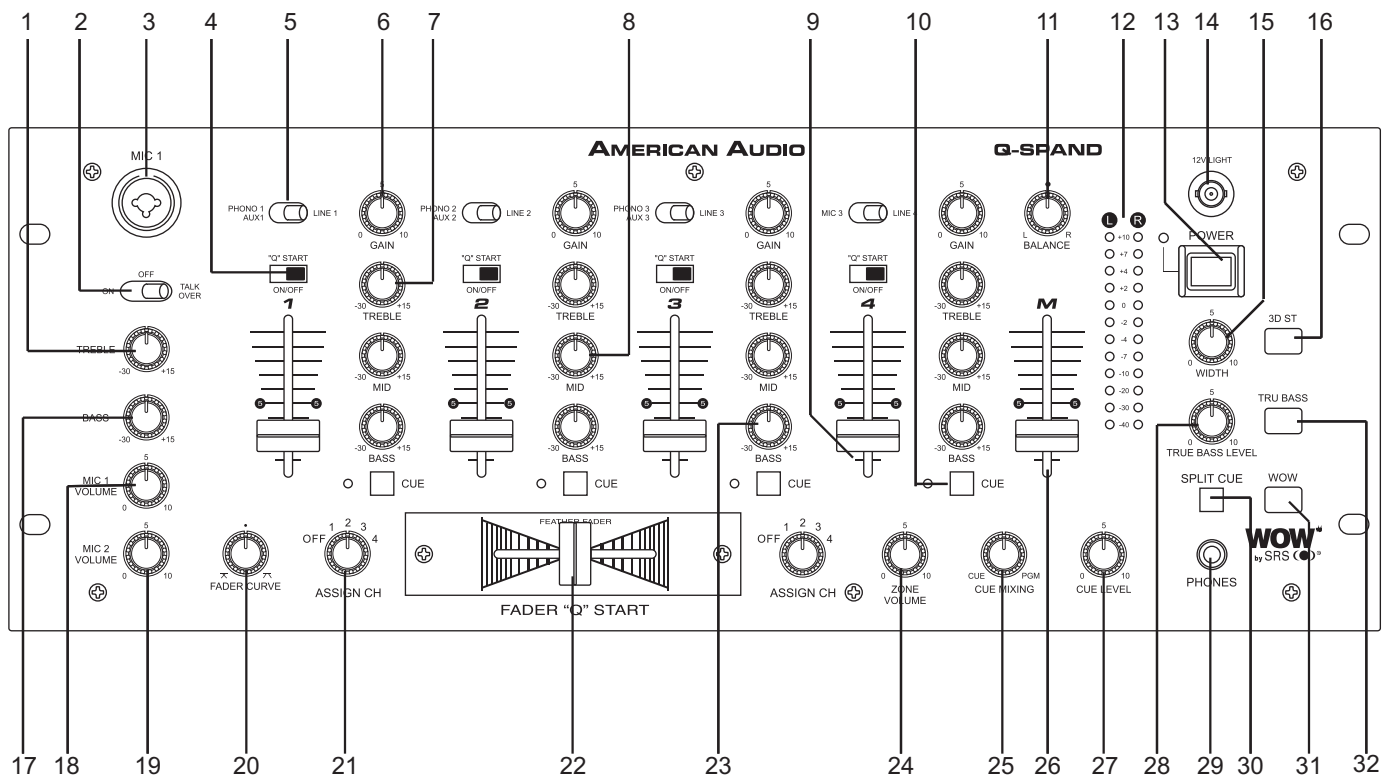 1 2 3 4 5 6 7 8 9 10 11 12 13 14 15 16
AMERICAN AUDIO
Q-SPAND
MIC 1
OFF
ON
TALK OVER
TREBLE
-30 +15
BASS
-30 +15
MIC 1 VOLUME
0 5 10
MIC 2 VOLUME
0 5 10
PHONO 1
AUX1
LINE 1
"Q" START
ON/OFF
1
5 5
0 5 10
GAIN
-30 +15
TREBLE
-30 +15
MID
-30 +15
BASS
CUE
PHONO 2
AUX 2
LINE 2
"Q" START
ON/OFF
2
5 5
0 5 10
GAIN
-30 +15
TREBLE
-30 +15
MID
-30 +15
BASS
CUE
PHONO 3
AUX 3
LINE 3
"Q" START
ON/OFF
3
5 5
0 5 10
GAIN
-30 +15
TREBLE
-30 +15
MID
-30 +15
BASS
CUE
MIC 3
LINE 4
"Q" START
ON/OFF
4
5 5
0 5 10
GAIN
-30 +15
TREBLE
-30 +15
MID
-30 +15
BASS
CUE
L R
BALANCE
M
5 5
L R
+10
+7
+4
+2
0
-2
-4
-7
-10
-20
-30
-40
12V LIGHT
POWER
0 5 10
WIDTH
3D ST
0 5 10
TRUE BASS LEVEL
TRU BASS
SPLIT CUE
WOW
WOW
by SRS
PHONES
FADER CURVE
OFF 1 2 3 4
ASSIGN CH
FEATHER FADER
FADER "Q" START
OFF 1 2 3 4
ASSIGN CH
0 5 10
ZONE VOLUME
CUE PGM
CUE MIXING
0 5 10
CUE LEVEL
17 18 19 20 21 22 23 24 25 26 27 28 29 30 31 32